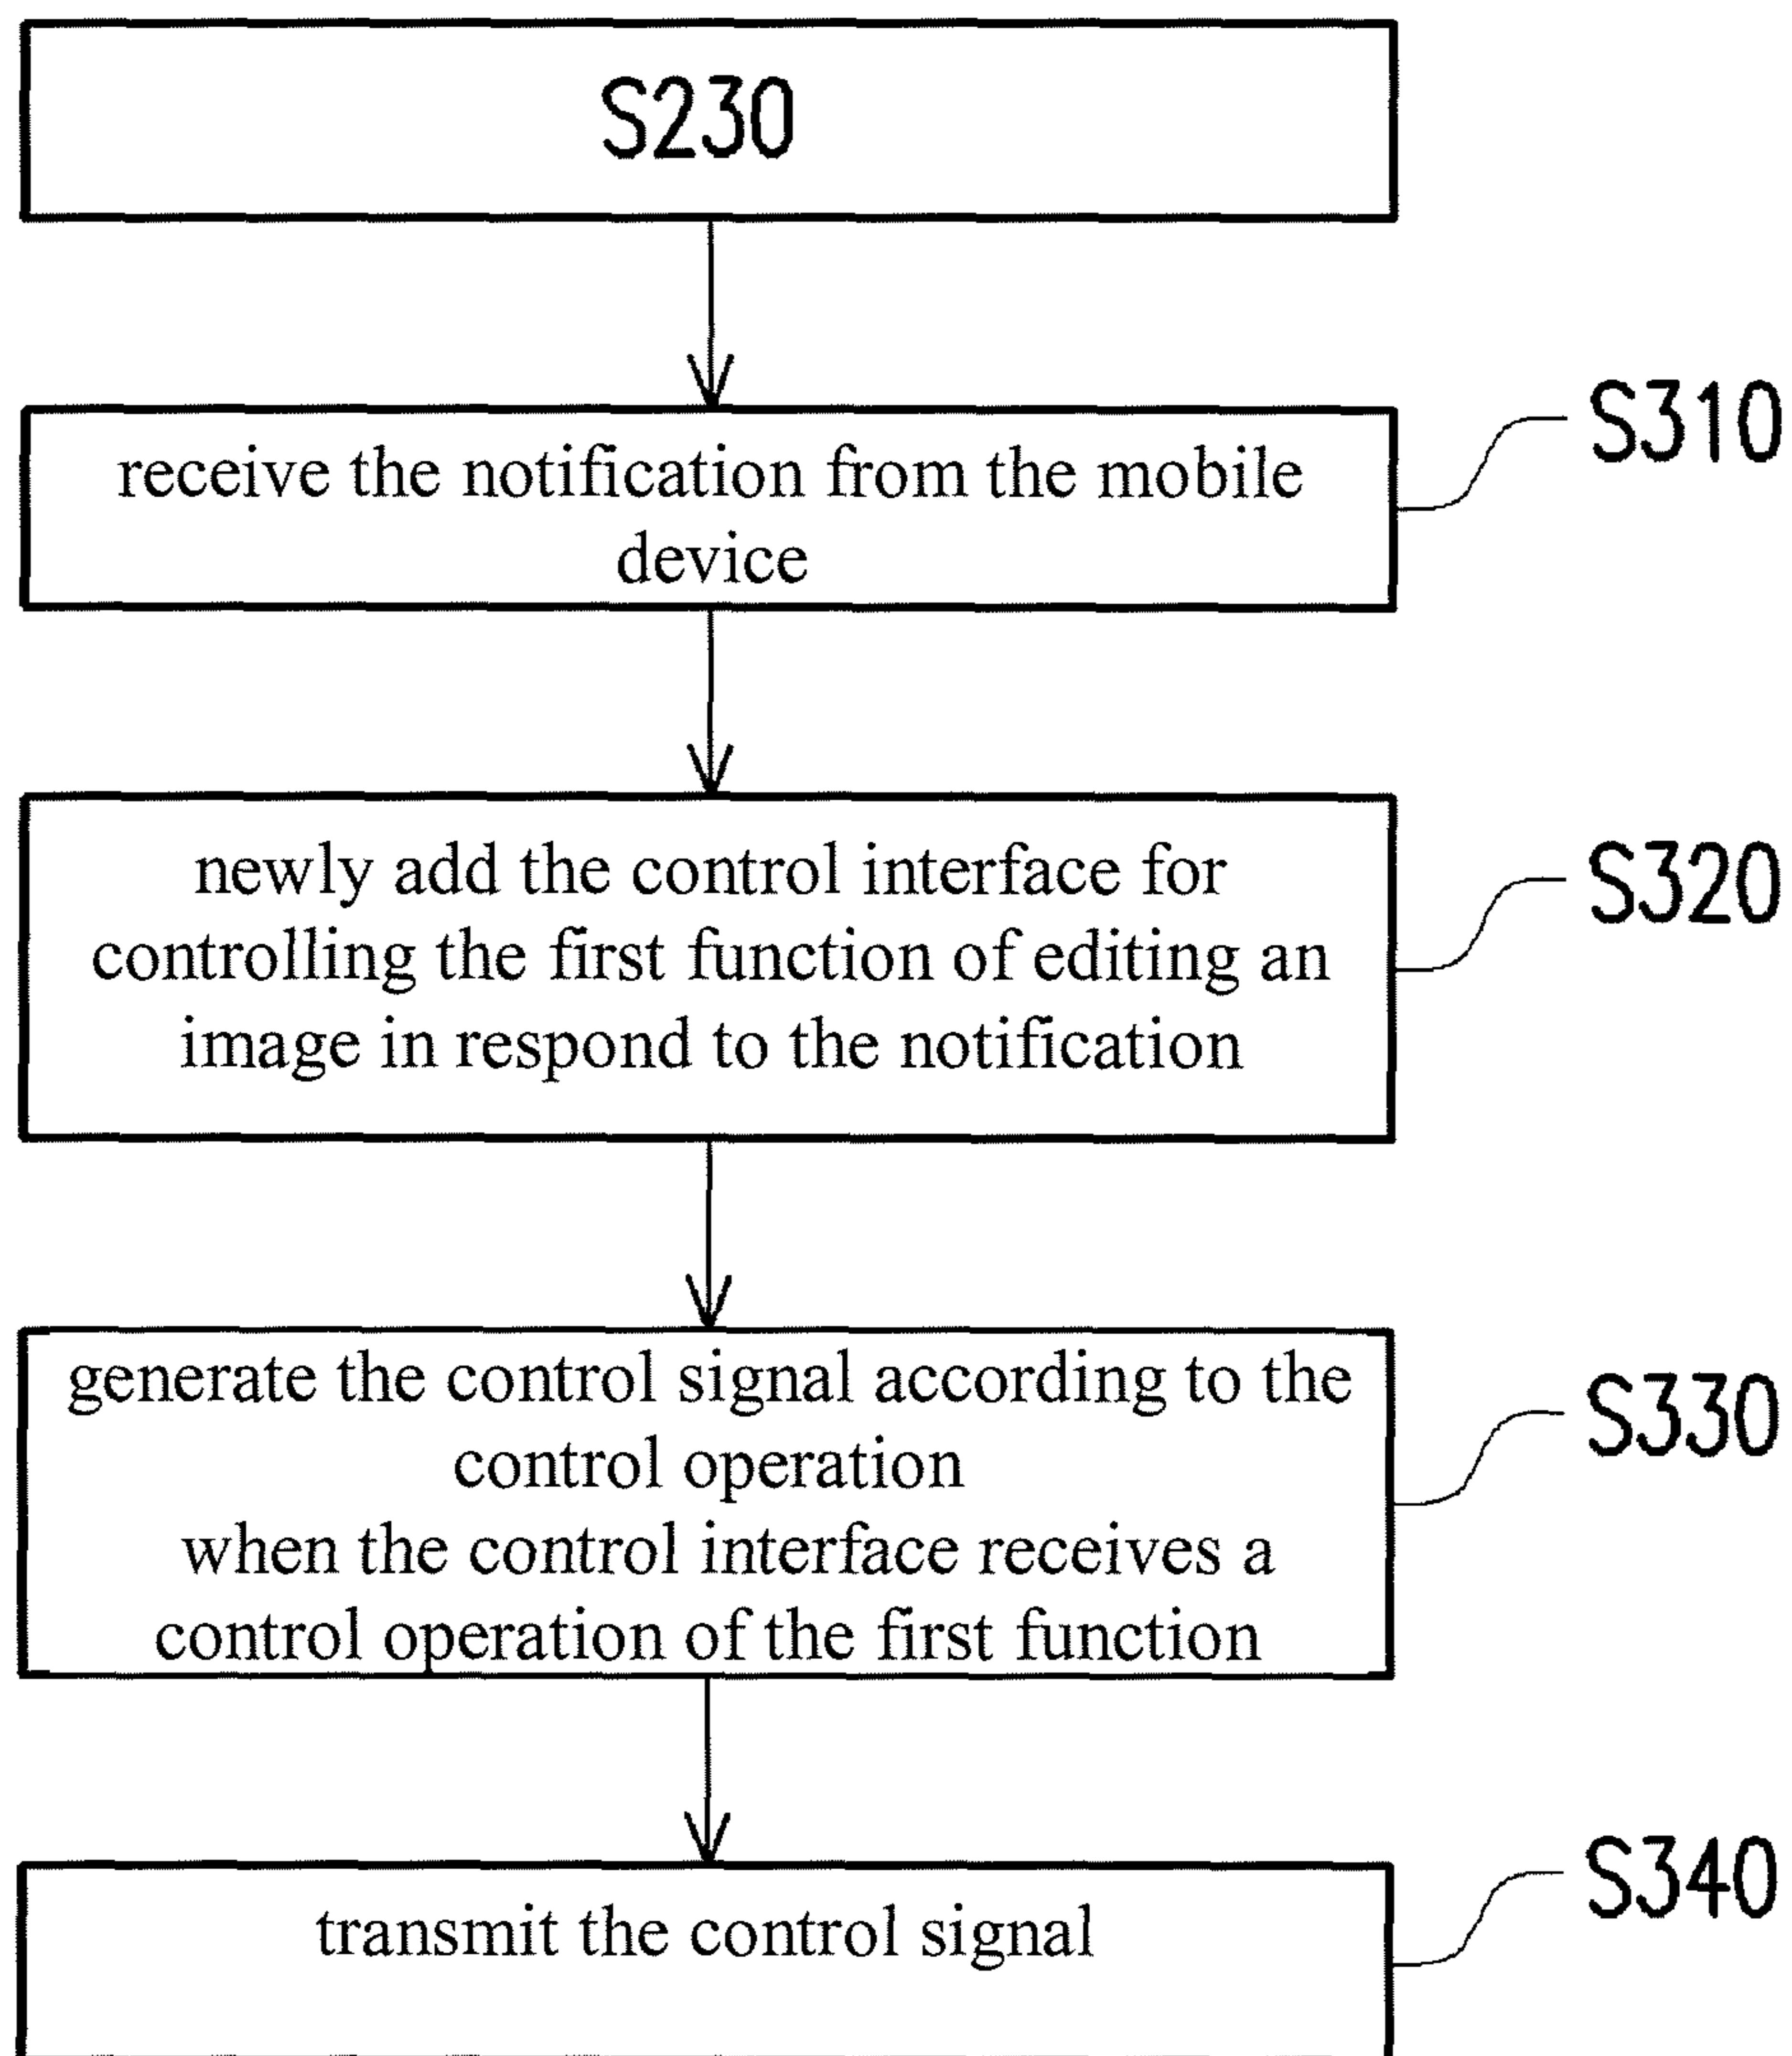 S230
receive the notification from the mobile
device
S310
newly add the control interface for
controlling the first function of editing an
image in respond to the notification
S320
generate the control signal according to the
control operation
when the control interface receives a
control operation of the first function
S330
transmit the control signal
S340